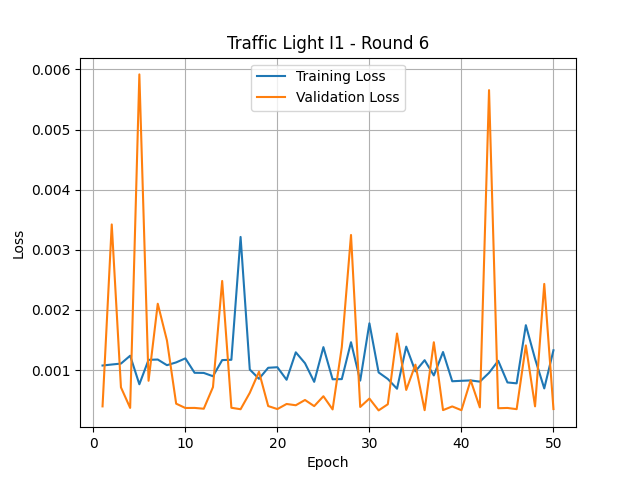 Traffic Light I1 - Round 6
Training Loss
Validation Loss
0.006
0.005
0.004
0.003
0.002
0.001
Loss
0 10 20 30 40 50
Epoch